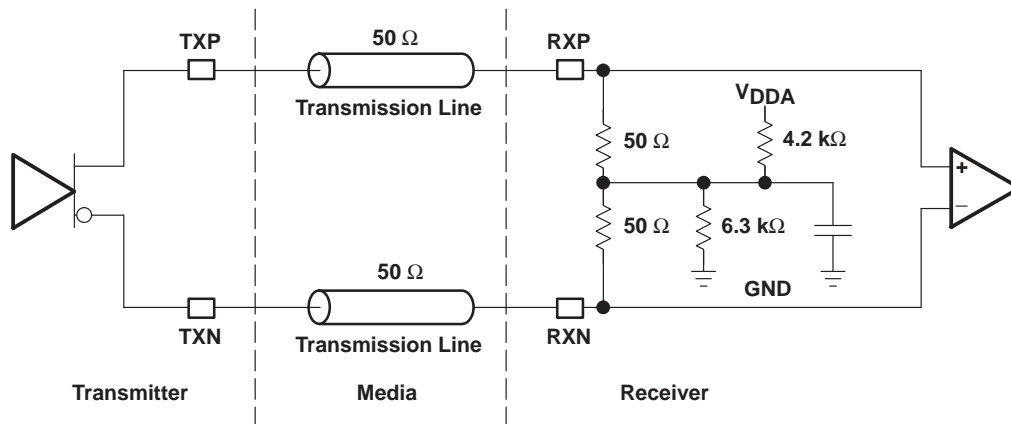 TXP
50 Ω
RXP
Transmission Line
VDDA
50 Ω
4.2 kΩ
+
−
50 Ω
6.3 kΩ
50 Ω
GND
TXN
Transmission Line
RXN
Transmitter
Media
Receiver